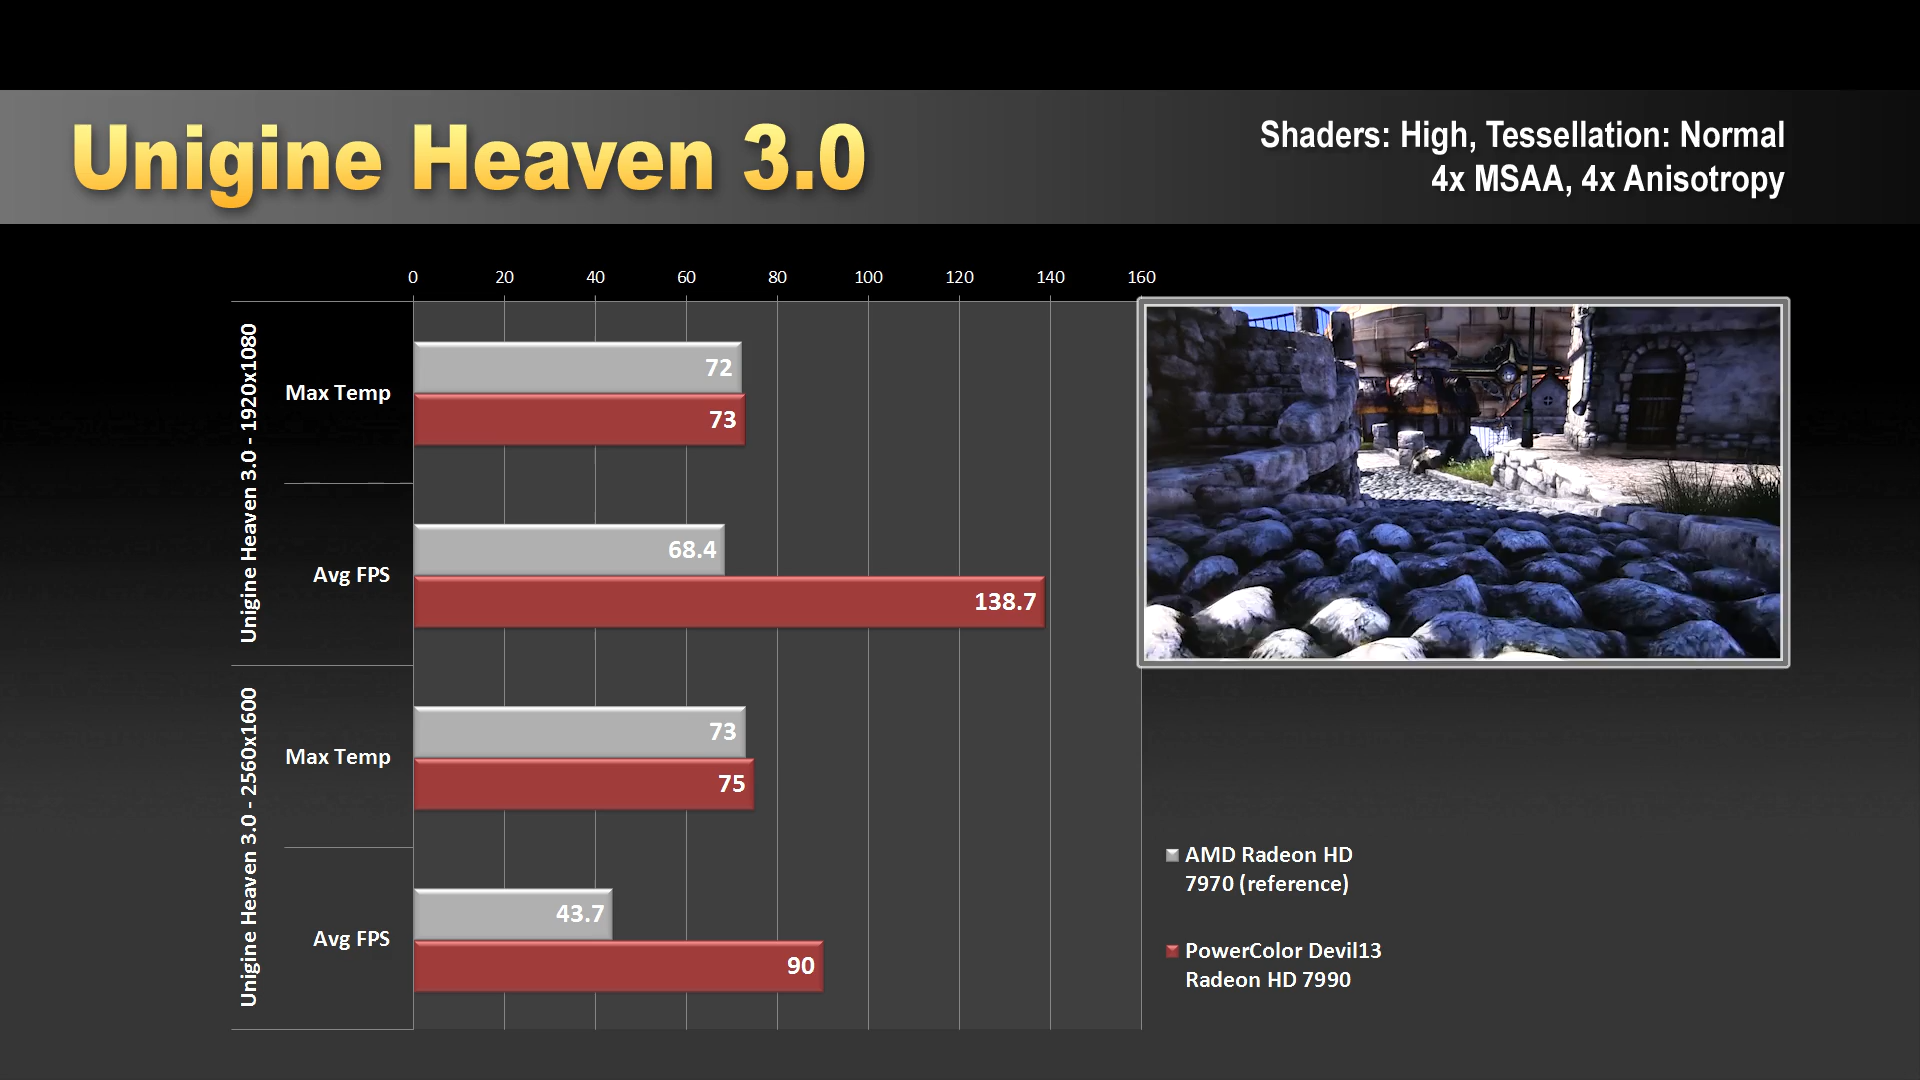 Unigine Heaven 3.0
Shaders: High, Tessellation: Normal
4x MSAA, 4x Anisotropy
0 20 40 60 80 100 120 140 160
Unigine Heaven 3.0 - 1920x1080
Max Temp
72
73
Avg FPS
68.4
138.7
Unigine Heaven 3.0 - 2560x1600
Max Temp
73
75
Avg FPS
43.7
90
AMD Radeon HD
7970 (reference)
PowerColor Devil13
Radeon HD 7990